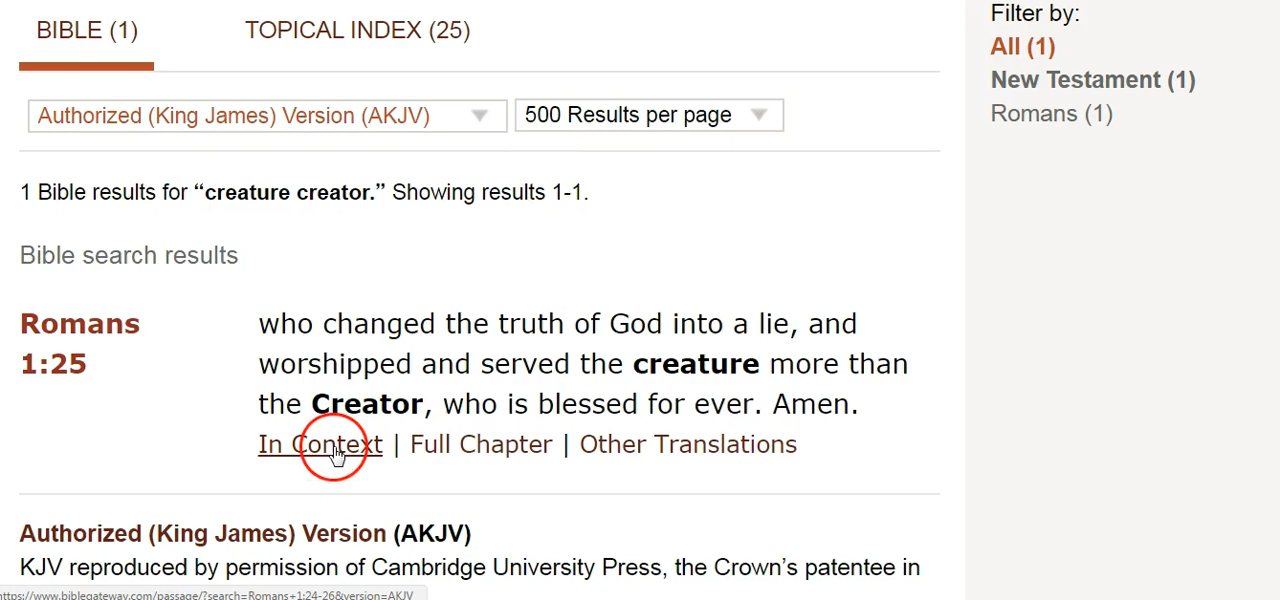 BIBLE (1) TOPICAL INDEX (25)
Authorized (King James) Version (AKJV) 500 Results per page
1 Bible results for “creature creator.” Showing results 1-1.
Bible search results
Romans 1:25
who changed the truth of God into a lie, and
worshipped and served the creature more than
the Creator, who is blessed for ever. Amen.
In Context | Full Chapter | Other Translations
Authorized (King James) Version (AKJV)
KJV reproduced by permission of Cambridge University Press, the Crown’s patentee in
https://www.biblegateway.com/passage/?search=Romans+1:24-26&version=AKJV
Filter by:
All (1)
New Testament (1)
Romans (1)